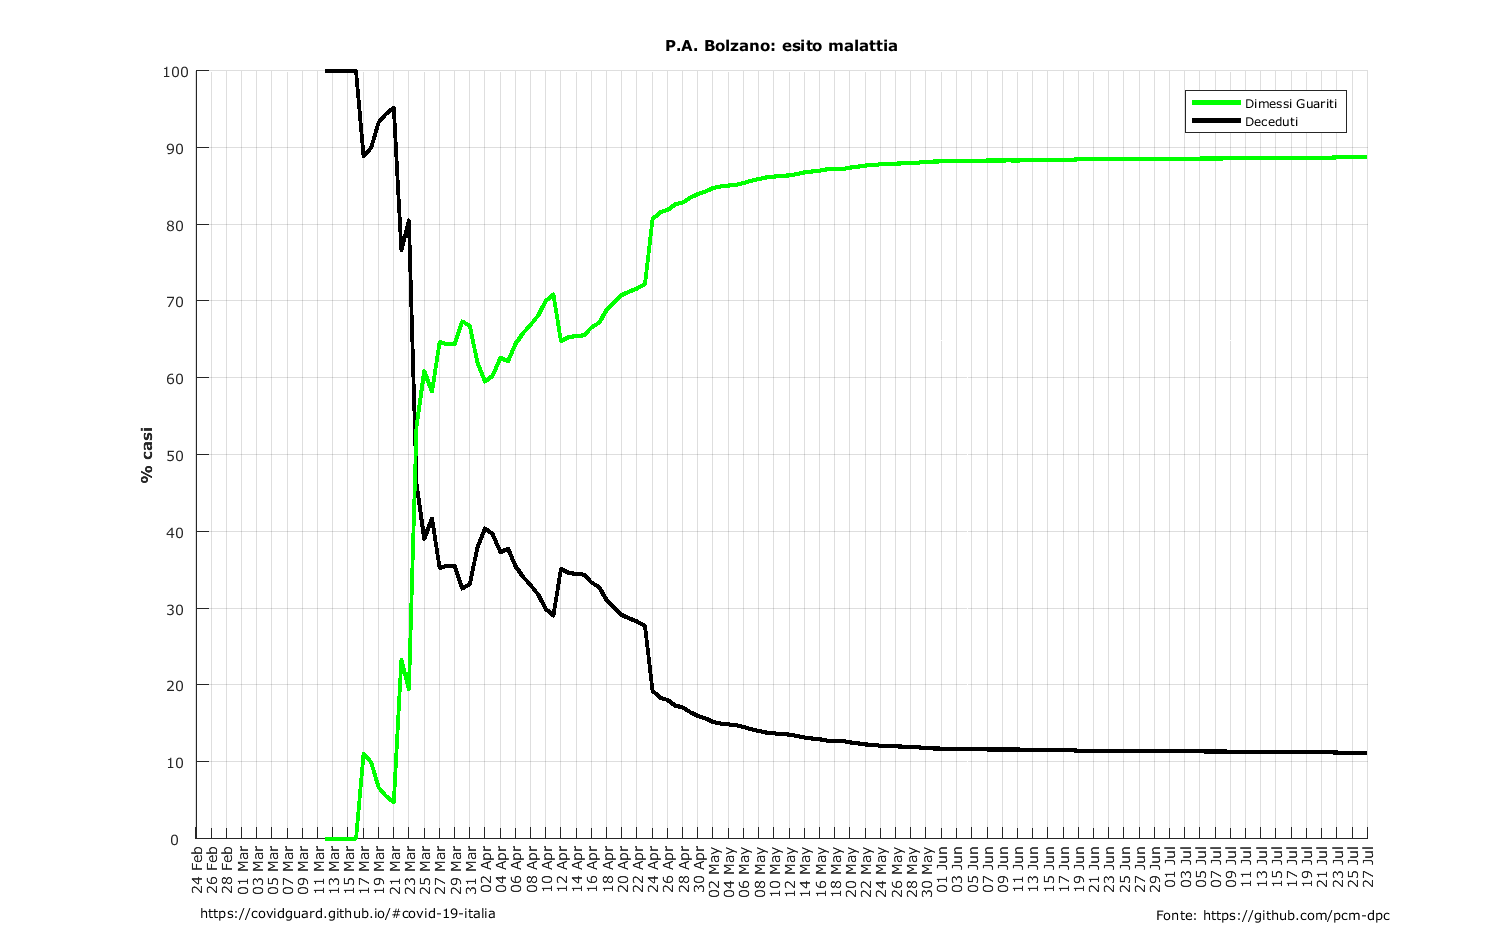 P.A. Bolzano: esito malattia
Dimessi Guariti
Deceduti
% casi
100
90
80
70
60
50
40
30
20
10
0
24 Feb
26 Feb
28 Feb
01 Mar
03 Mar
05 Mar
07 Mar
09 Mar
11 Mar
13 Mar
15 Mar
17 Mar
19 Mar
21 Mar
23 Mar
25 Mar
27 Mar
29 Mar
31 Mar
02 Apr
04 Apr
06 Apr
08 Apr
10 Apr
12 Apr
14 Apr
16 Apr
18 Apr
20 Apr
22 Apr
24 Apr
26 Apr
28 Apr
30 Apr
02 May
04 May
06 May
08 May
10 May
12 May
14 May
16 May
18 May
20 May
22 May
24 May
26 May
28 May
30 May
01 Jun
03 Jun
05 Jun
07 Jun
09 Jun
11 Jun
13 Jun
15 Jun
17 Jun
19 Jun
21 Jun
23 Jun
25 Jun
27 Jun
29 Jun
01 Jul
03 Jul
05 Jul
07 Jul
09 Jul
11 Jul
13 Jul
15 Jul
17 Jul
19 Jul
21 Jul
23 Jul
25 Jul
27 Jul
https://covidguard.github.io/#covid-19-italia
Fonte: https://github.com/pcm-dpc